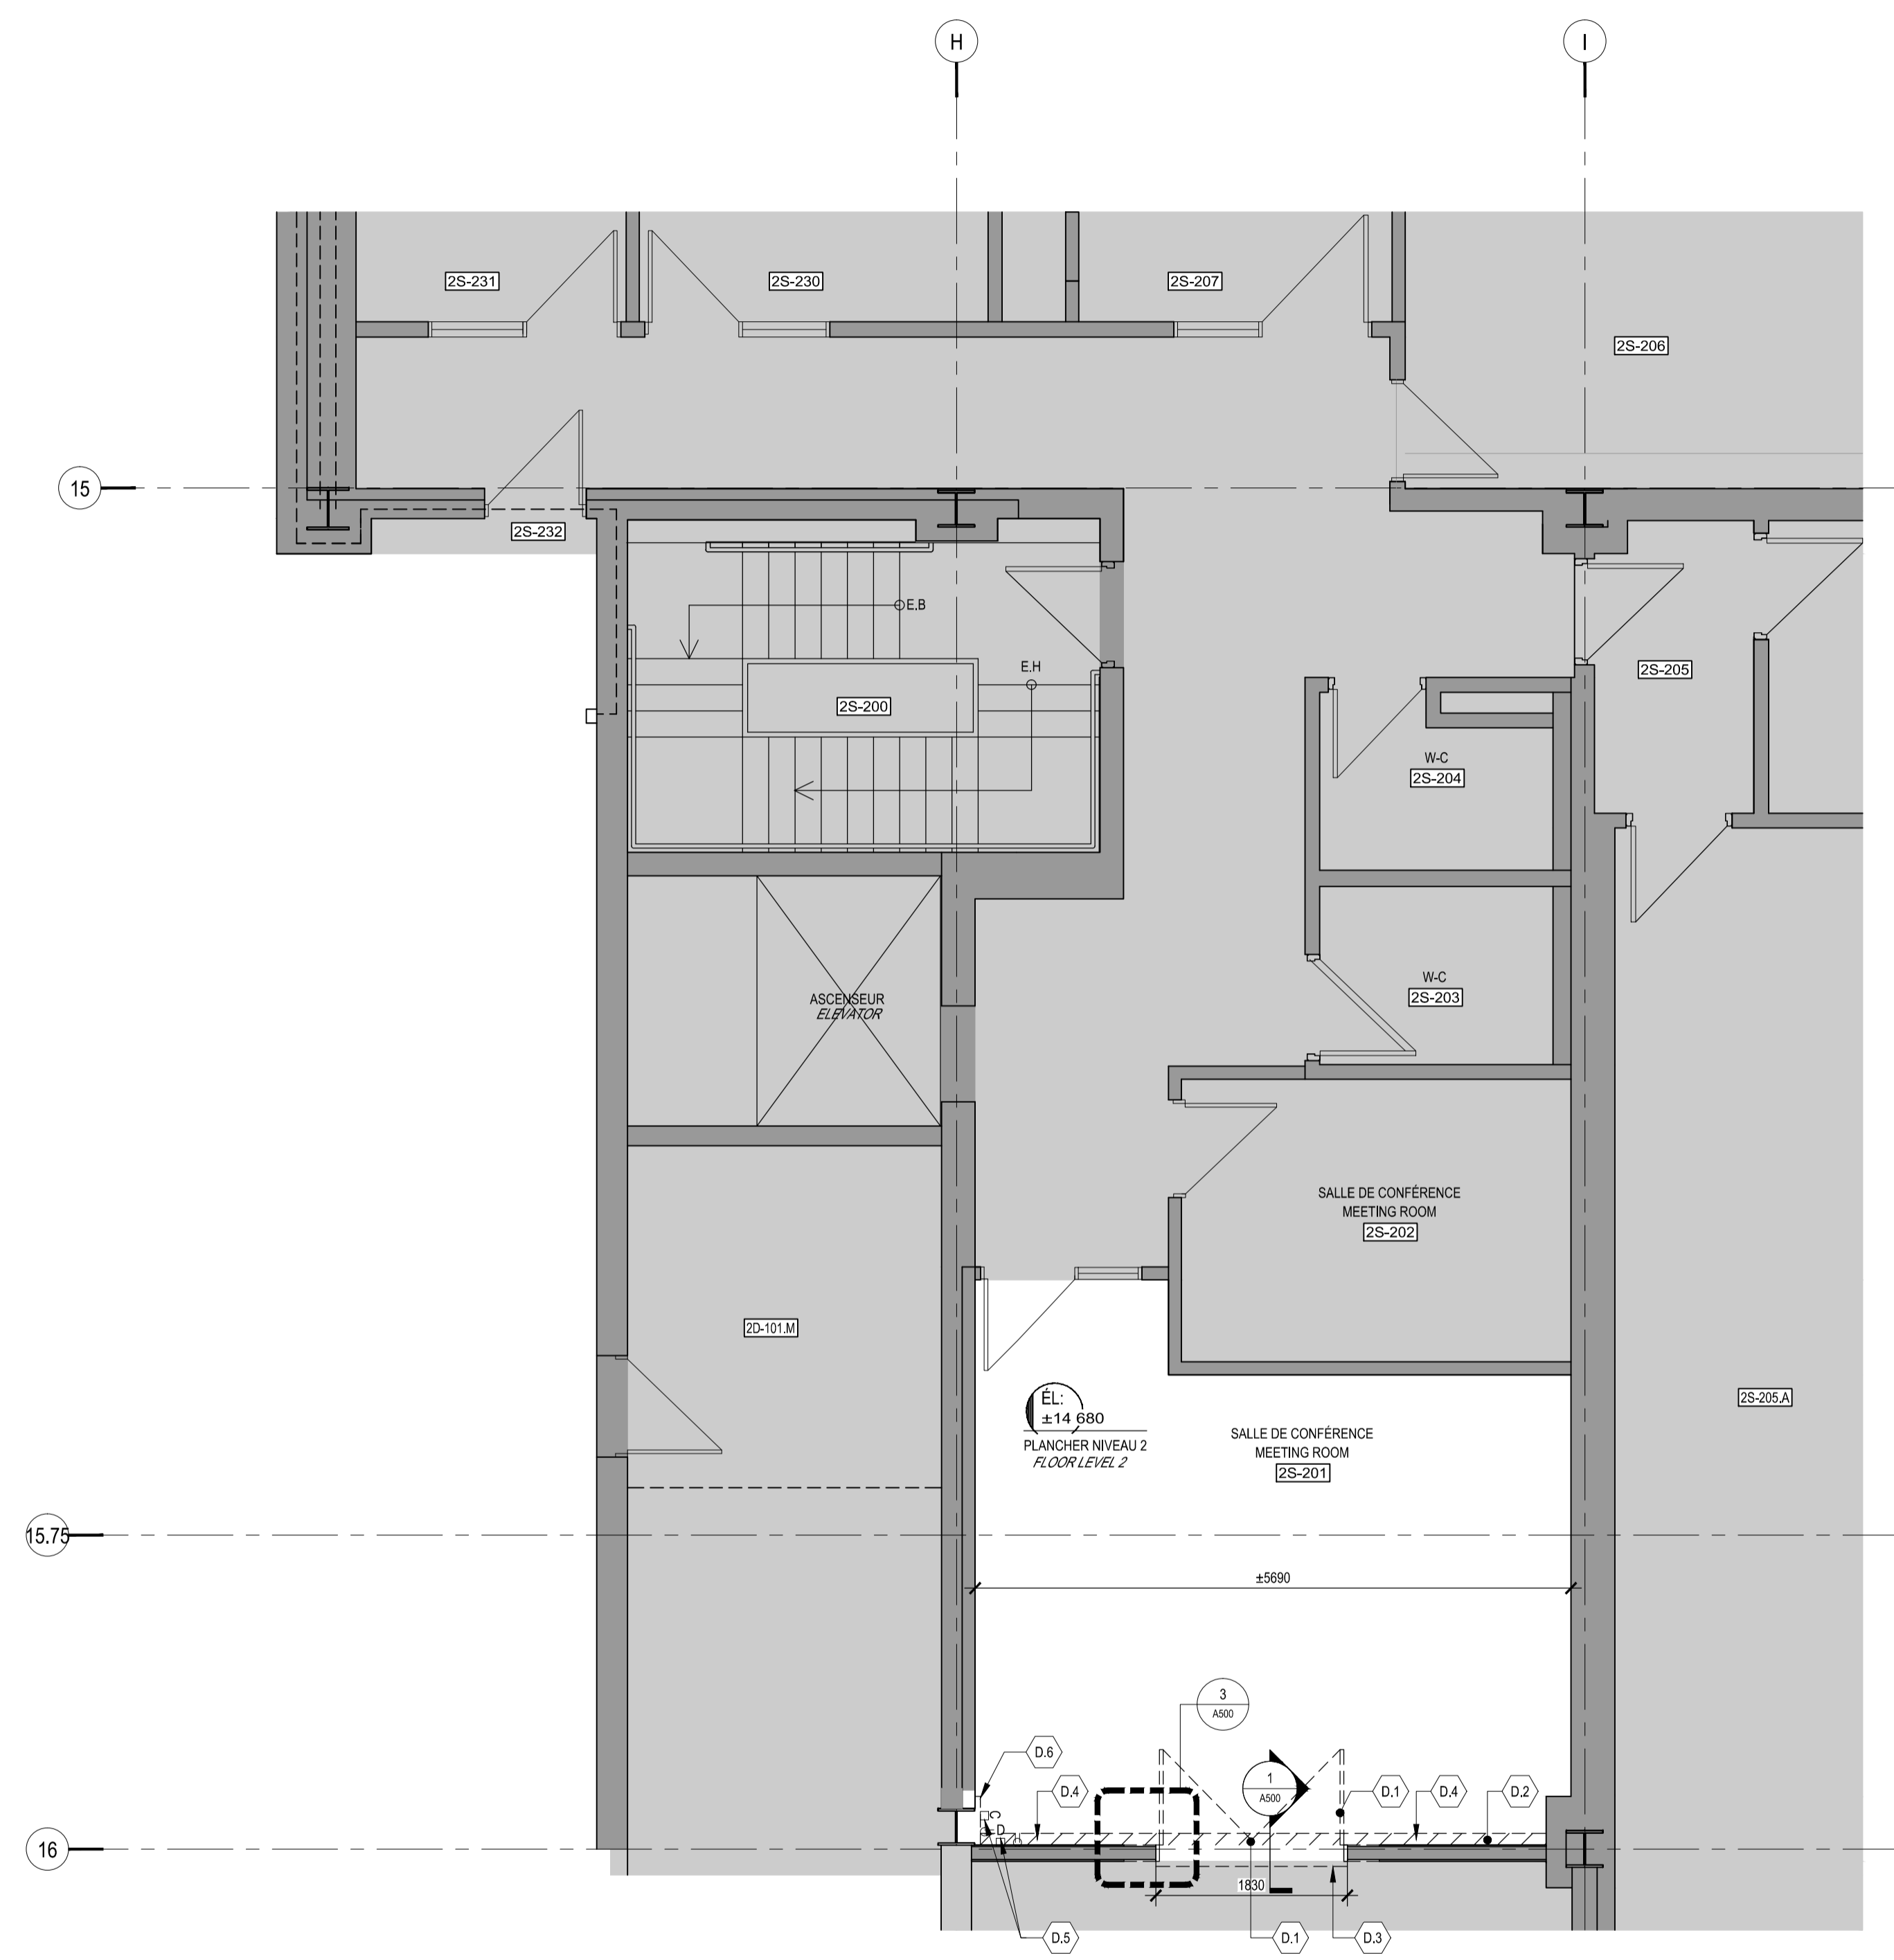 H
I
2S-231
2S-230
2S-207
2S-206
15
2S-232
E.B
E.H
2S-205
2S-200
W-C
2S-204
W-C
2S-203
ASCENSEUR
ELEVATOR
SALLE DE CONFÉRENCE
MEETING ROOM
2S-202
2D-101.M
2S-205.A
ÉL:
±14 680
PLANCHER NIVEAU 2
FLOOR LEVEL 2
SALLE DE CONFÉRENCE
MEETING ROOM
2S-201
15.75
±5690
3
A500
D.6
D.4
1
A500
D.1
D.4
D.2
C
D
16
1830
D.5
D.1
D.3